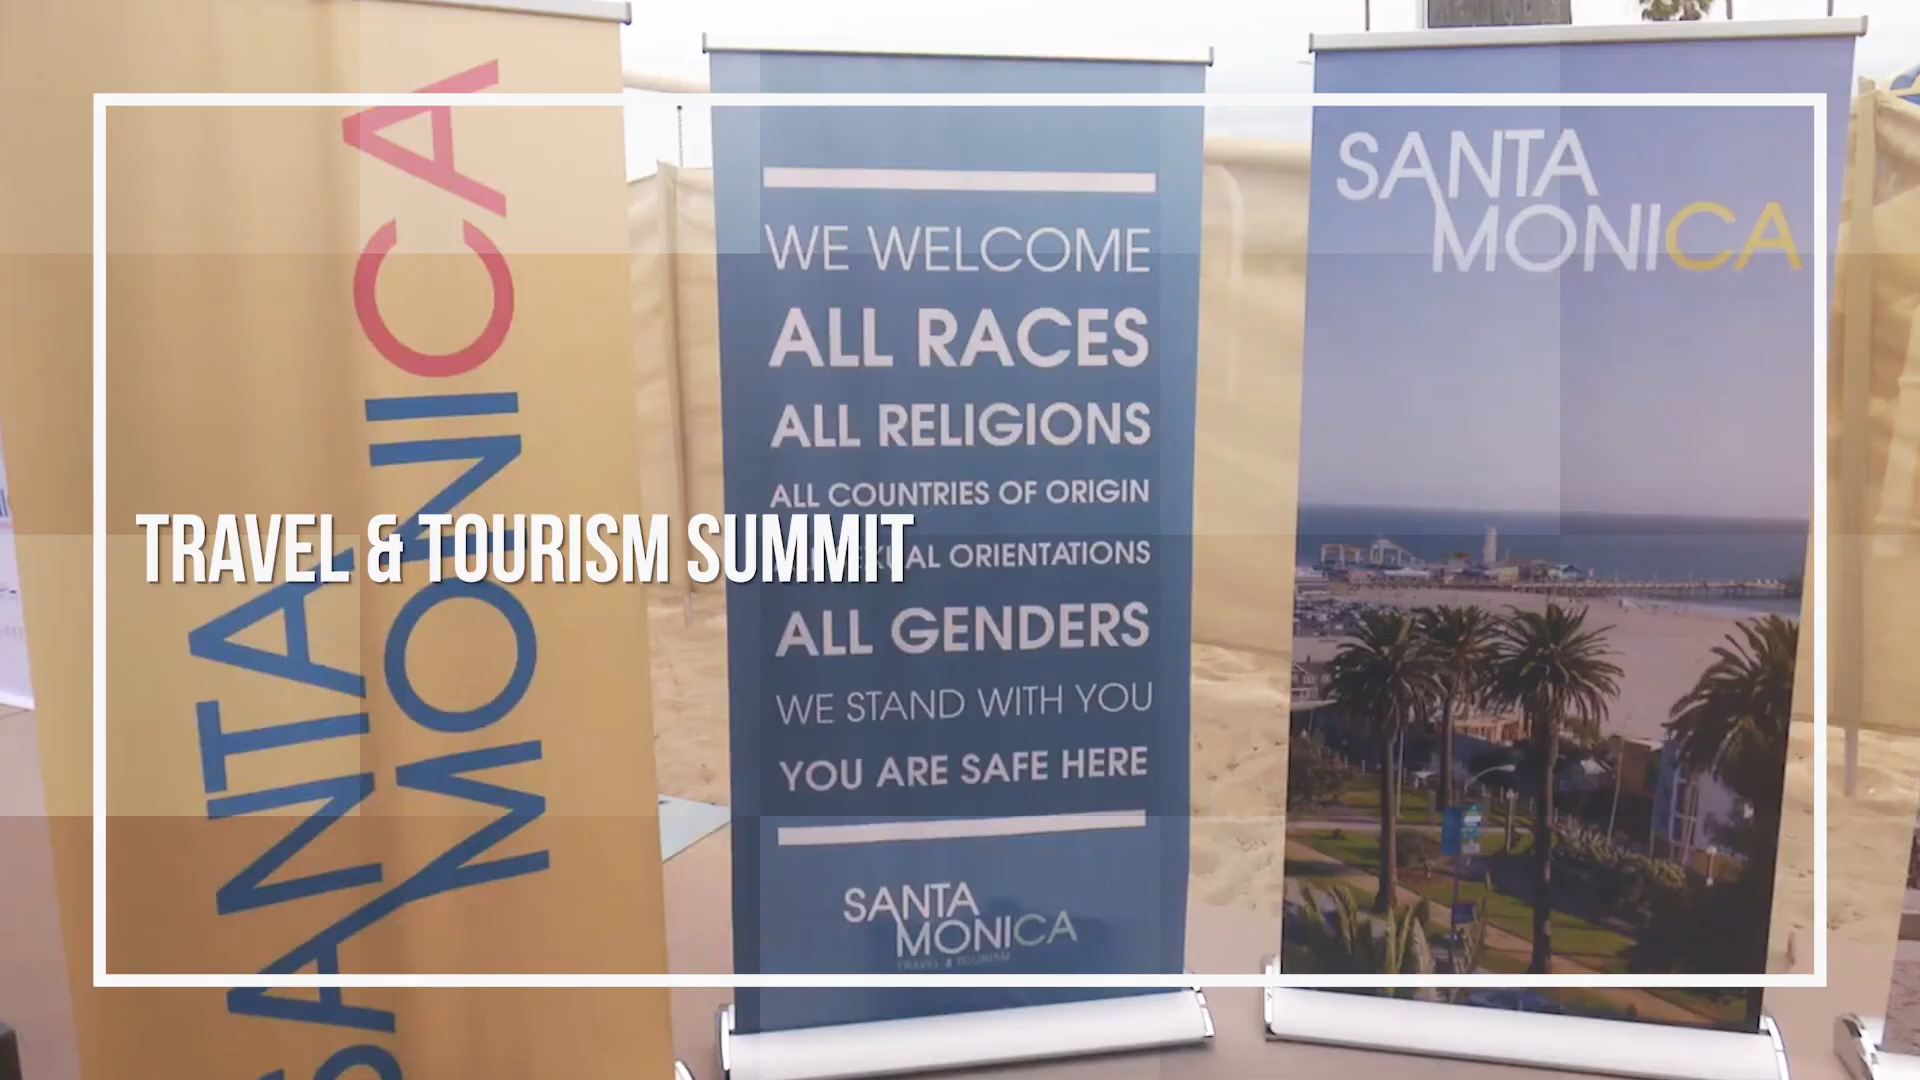 SANTA
MONICA
WE WELCOME
ALL RACES
ALL RELIGIONS
ALL COUNTRIES OF ORIGIN
SEXUAL ORIENTATIONS
ALL GENDERS
WE STAND WITH YOU
YOU ARE SAFE HERE
SANTA
MONICA
TRAVEL & TOURISM
SANTA
MONICA
TRAVEL & TOURISM SUMMIT